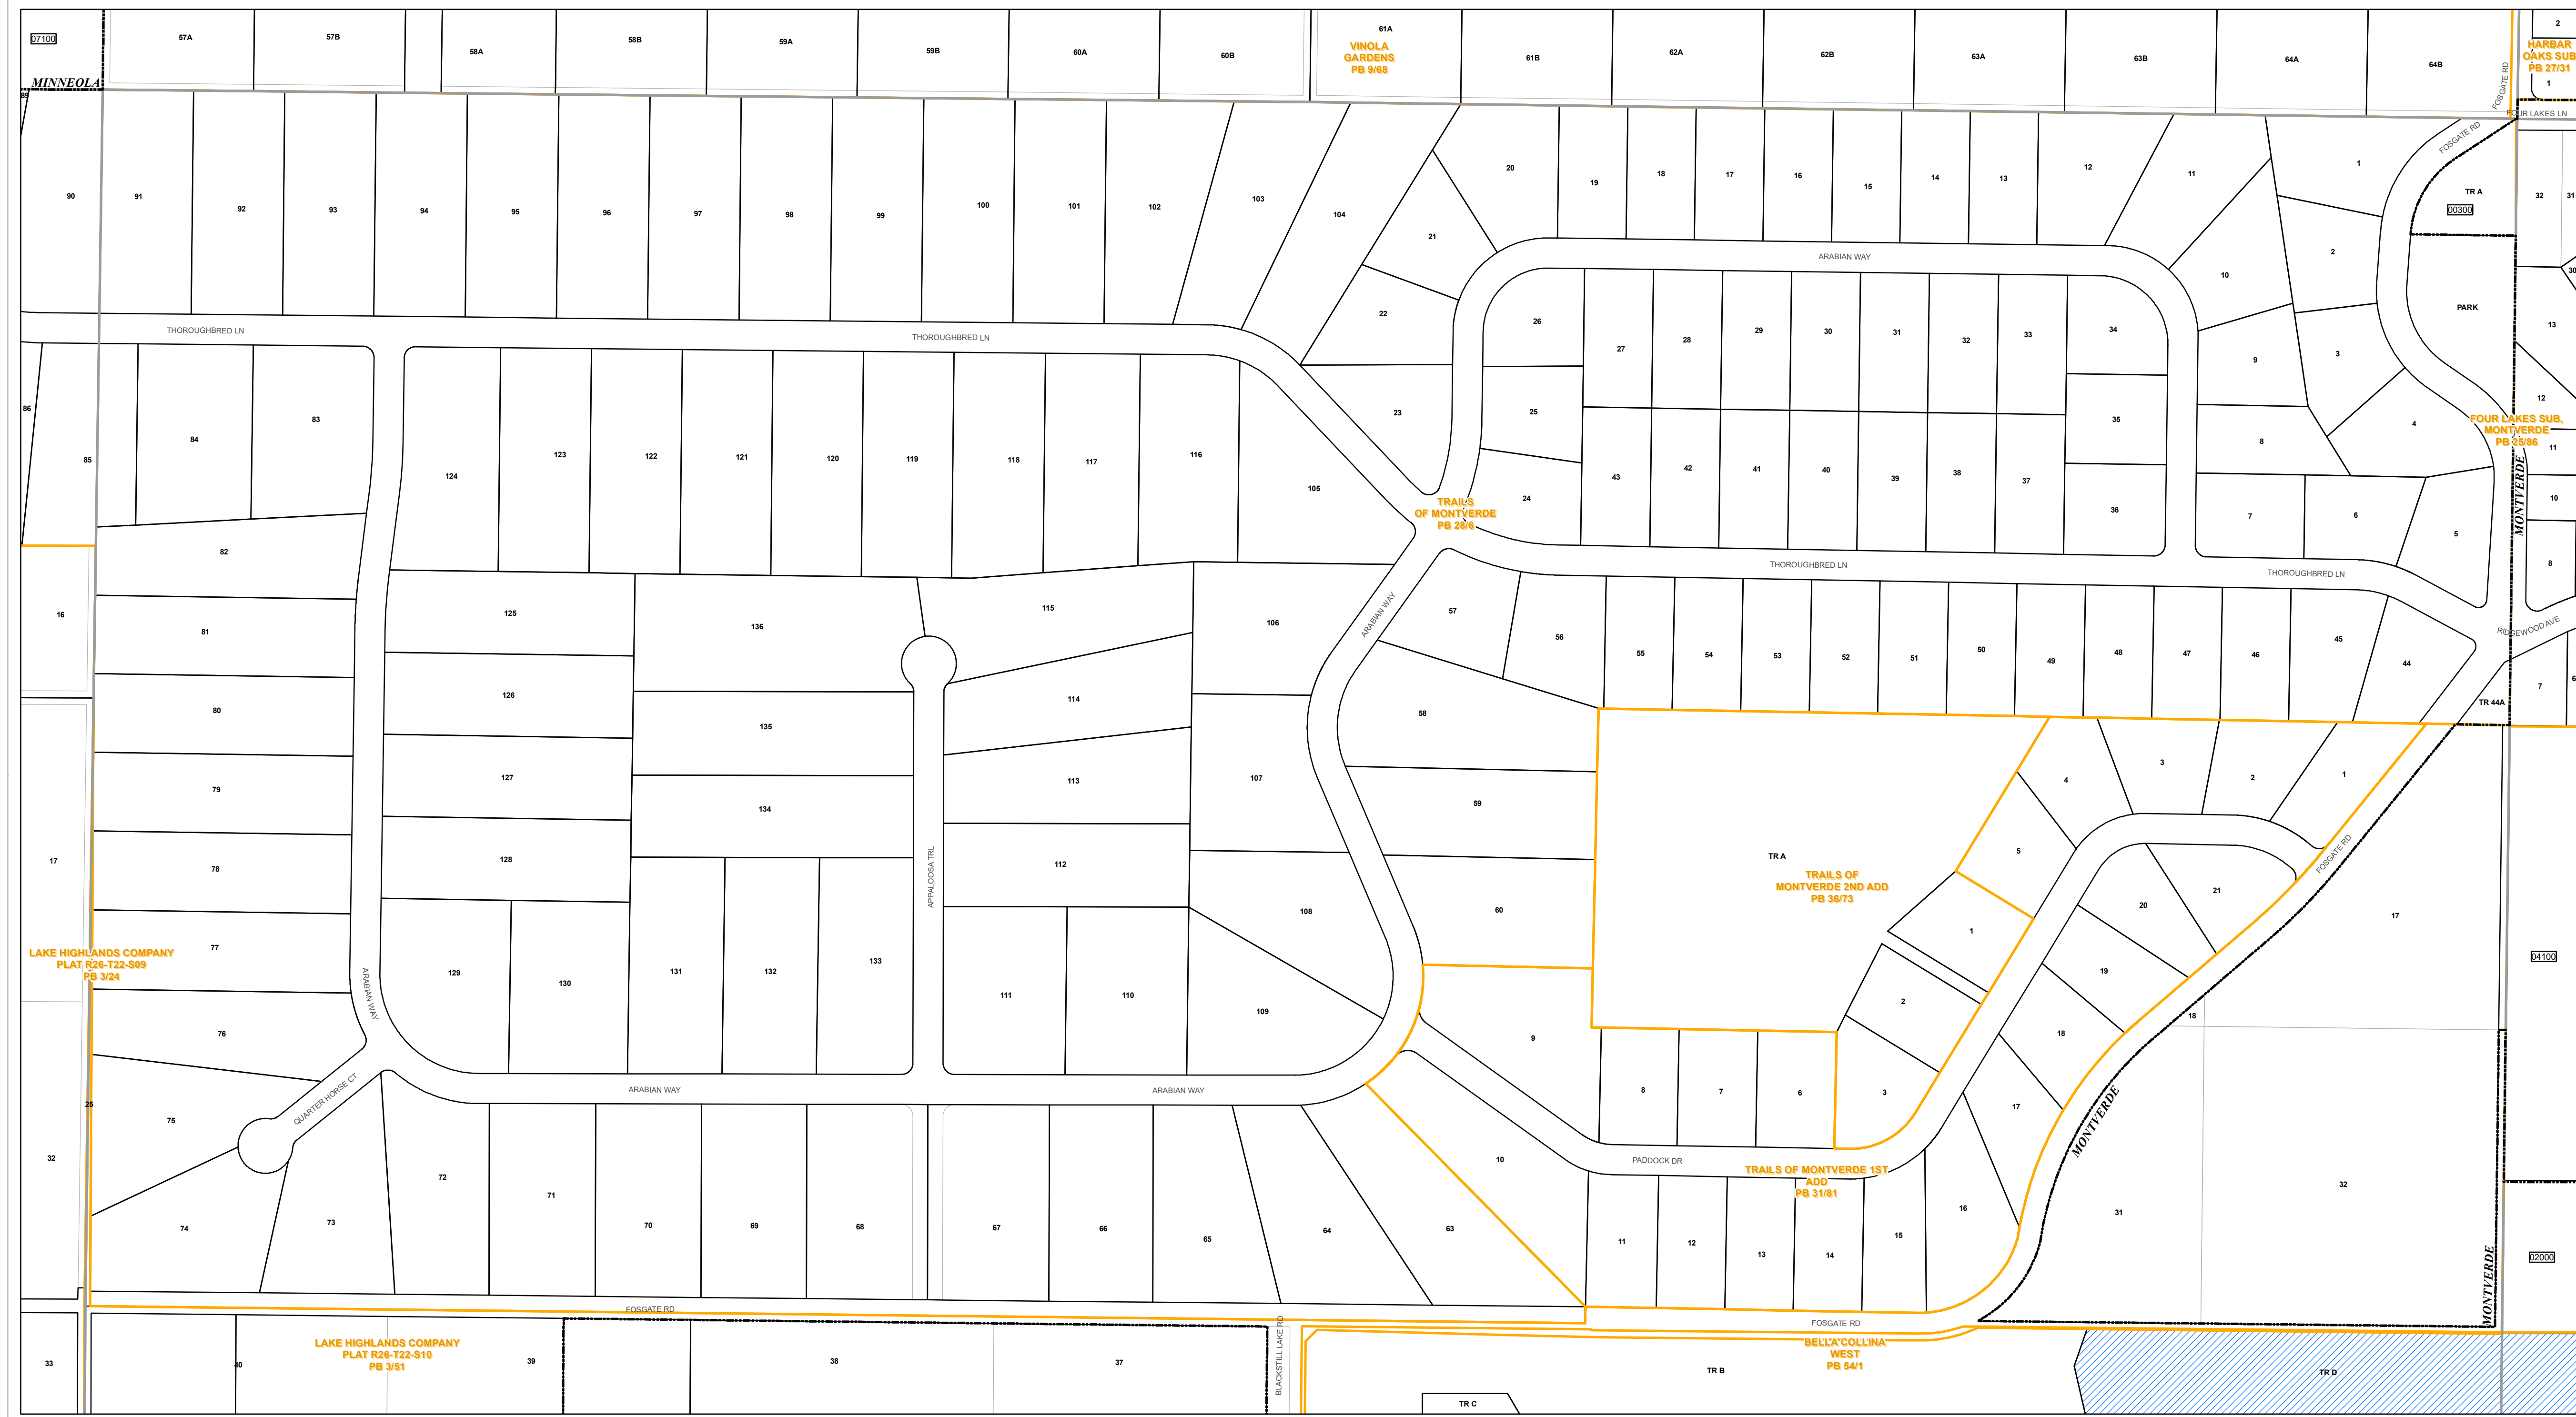 07100
57A
57B
58A
58B
59A
59B
60A
60B
61A
VINOLA
GARDENS
PB 9/68
61B
62A
62B
63A
63B
64A
64B
FOSGATE RD
2
HARBAR
OAKS SUB
PB 27/31
1
MINNEOLA
89
FOUR LAKES LN
90
91
92
93
94
95
96
97
98
99
100
101
102
103
104
21
20
19
18
17
16
15
14
13
12
11
1
FOSGATE RD
TR A
00300
32
31
30
ARABIAN WAY
10
2
PARK
13
THOROUGHBRED LN
THOROUGHBRED LN
22
26
27
28
29
30
31
32
33
34
9
3
86
85
84
83
124
123
122
121
120
119
118
117
116
105
23
25
24
43
42
41
40
39
38
37
35
36
8
4
12
FOUR LAKES SUB,
MONTVERDE
PB 25/86
11
MONTVERDE
10
TRAILS
OF MONTVERDE
PB 28/6
7
6
5
8
82
THOROUGHBRED LN
THOROUGHBRED LN
16
81
125
136
115
106
ARABIAN WAY
57
56
55
54
53
52
51
50
49
48
47
46
45
44
RIDGEWOOD AVE
7
6
TR 44A
80
126
135
114
58
79
127
134
113
107
59
4
3
2
1
17
78
128
112
APPALOOSA TRL
TR A
5
FOSGATE RD
TRAILS OF
MONTVERDE 2ND ADD
PB 36/73
21
20
60
108
1
17
LAKE HIGHLANDS COMPANY
PLAT R26-T22-S09
PB 3/24
77
ARABIAN WAY
129
130
131
132
133
111
110
109
2
19
04100
76
9
18
18
QUARTER HORSE CT
ARABIAN WAY
ARABIAN WAY
8
7
6
3
17
MONTVERDE
25
75
32
74
73
72
71
70
69
68
67
66
65
64
63
10
PADDOCK DR
TRAILS OF MONTVERDE 1ST
ADD
PB 31/81
11
12
13
14
15
16
31
32
MONTVERDE
02000
FOSGATE RD
FOSGATE RD
33
40
LAKE HIGHLANDS COMPANY
PLAT R26-T22-S10
PB 3/51
39
38
37
BLACKSTILL LAKE RD
BELLA COLLINA
WEST
PB 54/1
TR B
TR C
TR D